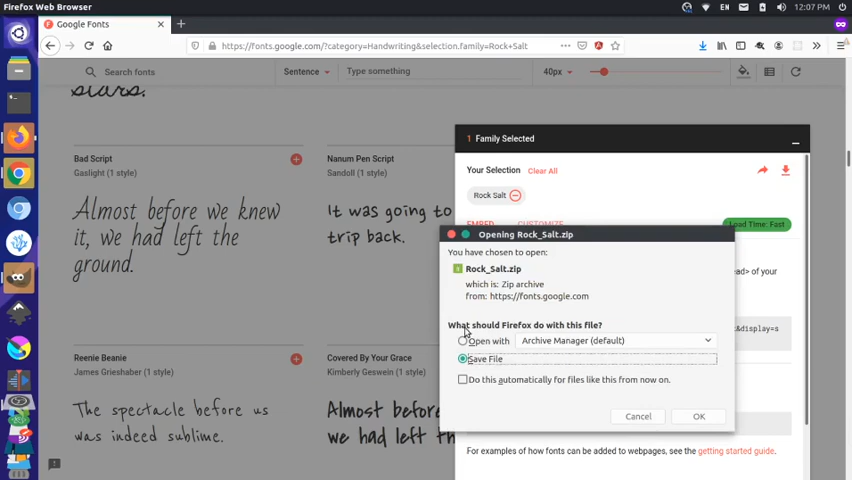 Firefox Web Browser
EN
12:07 PM
Google Fonts
https://fonts.google.com/?category=Handwriting&selection.family=Rock+Salt
Search fonts
Sentence
Type something
40px
stars.
Bad Script
Gaslight (1 style)
Almost before we knew
it, we had left the
ground.
Nanum Pen Script
Sandoll (1 style)
It was going to
trip back.
Reenie Beanie
James Grieshaber (1 style)
The spectacle before us
was indeed sublime.
Covered By Your Grace
Kimberly Geswein (1 style)
Almost before
we had left th
1 Family Selected
Your Selection
Clear All
Rock Salt
EMBED
CUSTOMIZE
Load Time: Fast
ead> of your
&display=s
For examples of how fonts can be added to webpages, see the getting started guide.
Opening Rock_Salt.zip
You have chosen to open:
Rock_Salt.zip
which is: Zip archive
from: https://fonts.google.com
What should Firefox do with this file?
Open with
Archive Manager (default)
Save File
Do this automatically for files like this from now on.
Cancel
OK